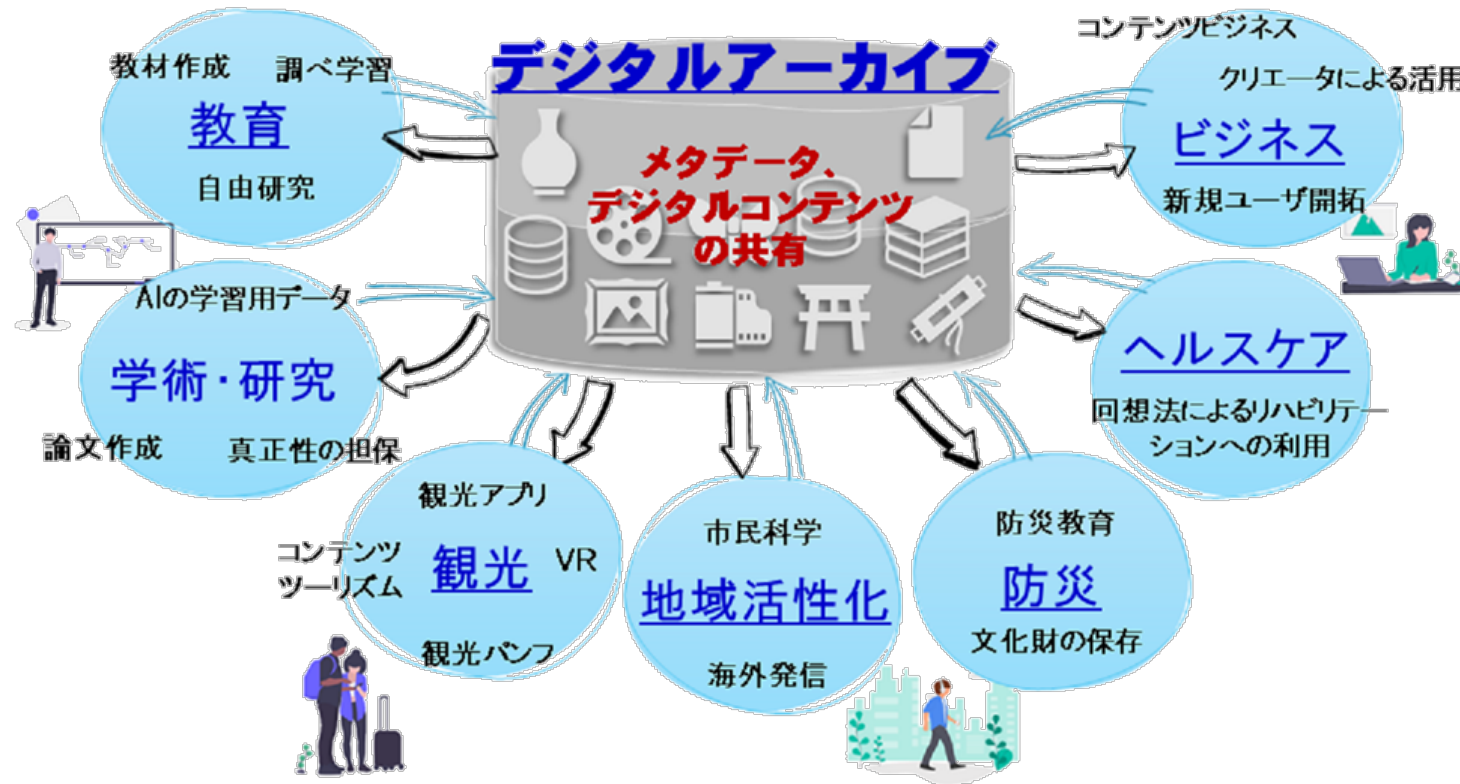 デジタルアーカイブ
メタデータ、
デジタルコンテンツ
の共有
教材作成 調べ学習
教育
自由研究
AIの学習用データ
学術・研究
論文作成 真正性の担保
観光アプリ
コンテンツ
ツーリズム
観光 VR
観光パンフ
市民科学
地域活性化
海外発信
防災教育
防災
文化財の保存
ヘルスケア
回想法によるリハビリテー
ションへの利用
コンテンツビジネス
クリエータによる活用
ビジネス
新規ユーザ開拓